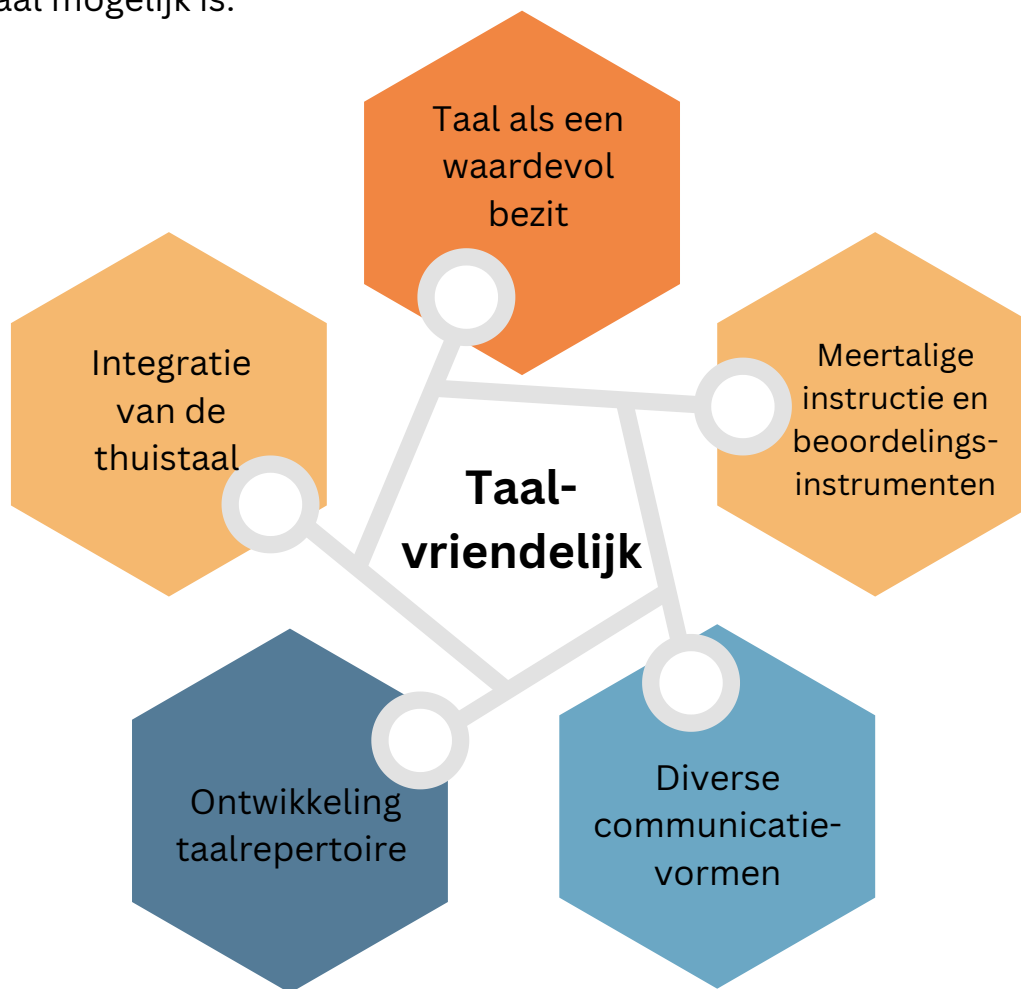 mogelijk is:
Taal als een
waardevol
bezit
Integratie
van de
thuistaal
Meertalige
instructie en
beoordelings-
instrumenten
Taal-
vriendelijk
Ontwikkeling
taalrepertoire
Diverse
communicatie-
vormen